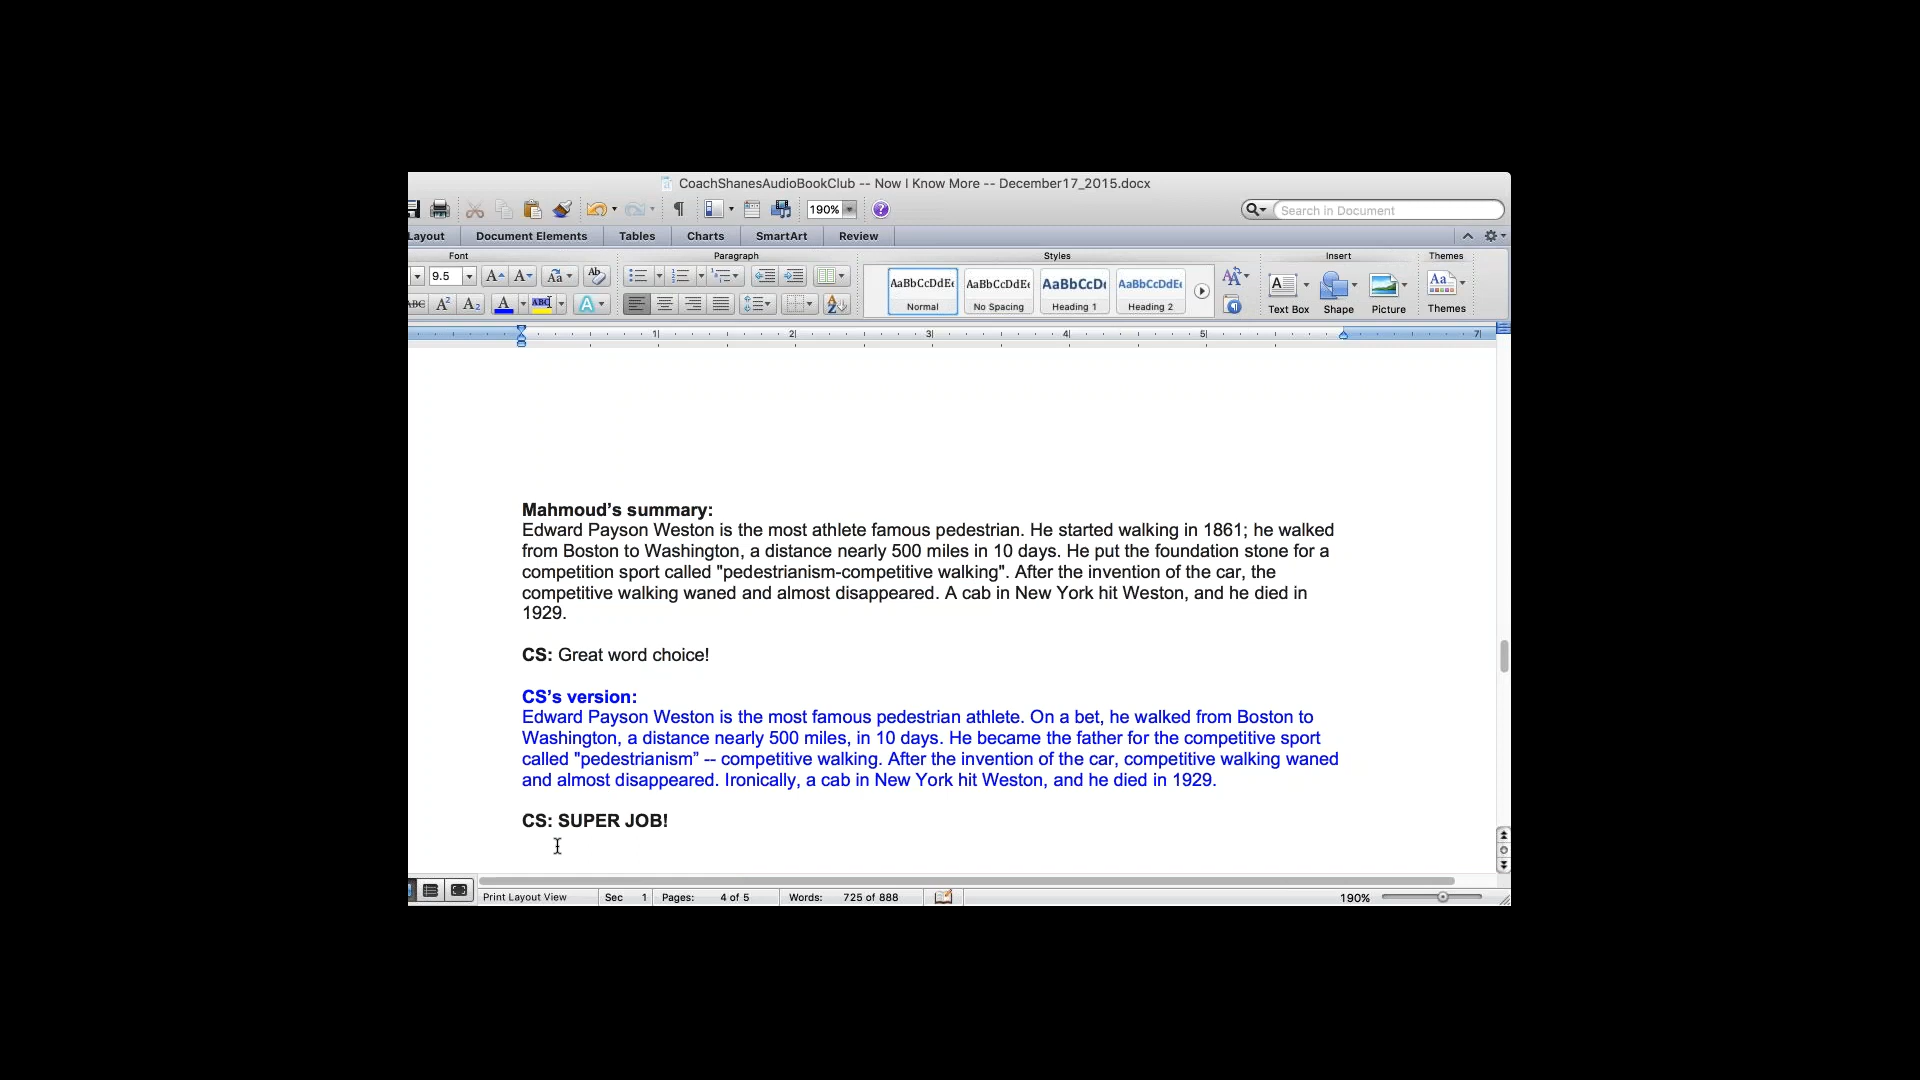 CoachShanesAudioBookClub -- Now I Know More -- December17_2015.docx
190%
Search in Document
Layout Document Elements Tables Charts SmartArt Review
Font Paragraph Styles Insert Themes
9.5
AaBbCcDdEe AaBbCcDdEe AaBbCcDc AaBbCcDdEe
Normal No Spacing Heading 1 Heading 2
Text Box Shape Picture Themes
1 2 3 4 5 7
Mahmoud's summary:
Edward Payson Weston is the most athlete famous pedestrian. He started walking in 1861; he walked
from Boston to Washington, a distance nearly 500 miles in 10 days. He put the foundation stone for a
competition sport called "pedestrianism-competitive walking". After the invention of the car, the
competitive walking waned and almost disappeared. A cab in New York hit Weston, and he died in
1929.
CS: Great word choice!
CS's version:
Edward Payson Weston is the most famous pedestrian athlete. On a bet, he walked from Boston to
Washington, a distance nearly 500 miles, in 10 days. He became the father for the competitive sport
called "pedestrianism” -- competitive walking. After the invention of the car, competitive walking waned
and almost disappeared. Ironically, a cab in New York hit Weston, and he died in 1929.
CS: SUPER JOB!
Print Layout View Sec 1 Pages: 4 of 5 Words: 725 of 888 190%